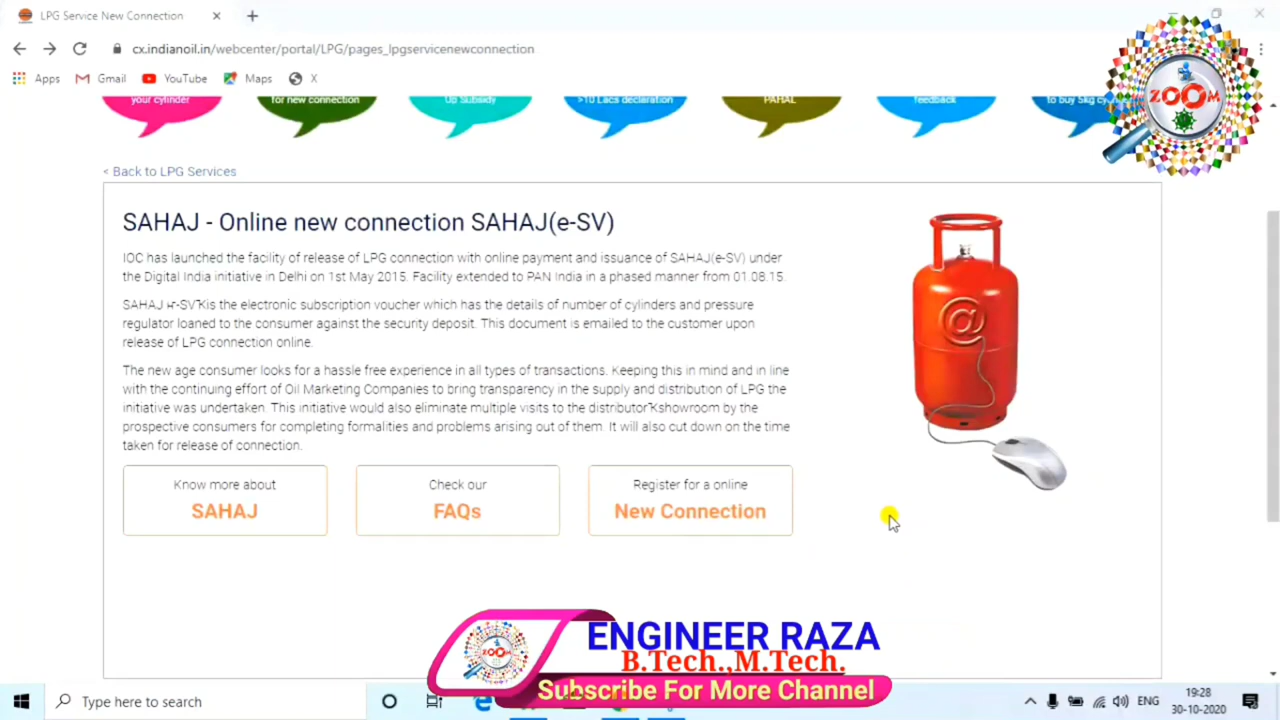 LPG Service New Connection
cx.indianoil.in/webcenter/portal/LPG/pages_lpgservicenewconnection
Apps Gmail YouTube Maps X
your cylinder for new connection Up Subsidy >10 Lacs declaration PAHAL feedback to buy 5kg
ZOOM
< Back to LPG Services
SAHAJ - Online new connection SAHAJ(e-SV)
IOC has launched the facility of release of LPG connection with online payment and issuance of SAHAJ(e-SV) under
the Digital India initiative in Delhi on 1st May 2015. Facility extended to PAN India in a phased manner from 01.08.15.
SAHAJ is the electronic subscription voucher which has the details of number of cylinders and pressure
regulator loaned to the consumer against the security deposit. This document is emailed to the customer upon
release of LPG connection online.
The new age consumer looks for a hassle free experience in all types of transactions. Keeping this in mind and in line
with the continuing effort of Oil Marketing Companies to bring transparency in the supply and distribution of LPG the
initiative was undertaken. This initiative would also eliminate multiple visits to the distributor showroom by the
prospective consumers for completing formalities and problems arising out of them. It will also cut down on the time
taken for release of connection.
Know more about
SAHAJ
Check our
FAQs
Register for a online
New Connection
@
ZOOM
ENGINEER RAZA
B.Tech.,M.Tech.
Subscribe For More Channel
Type here to search
ENG
19:28
30-10-2020